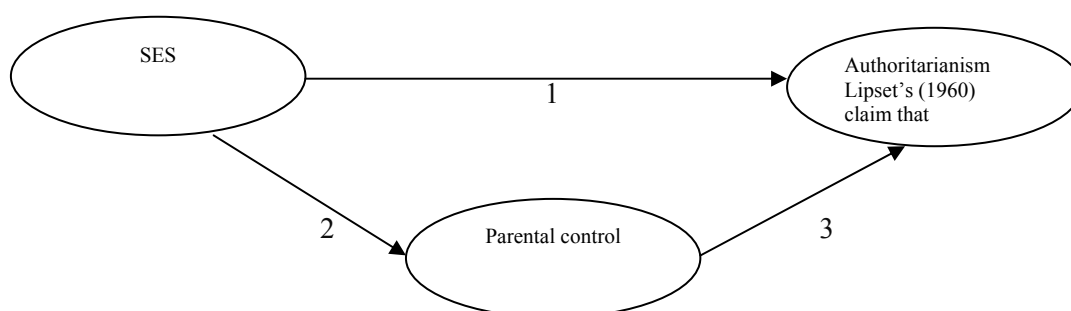 SES
Authoritarianism
Lipset’s (1960)
claim that
1
2
Parental control
3